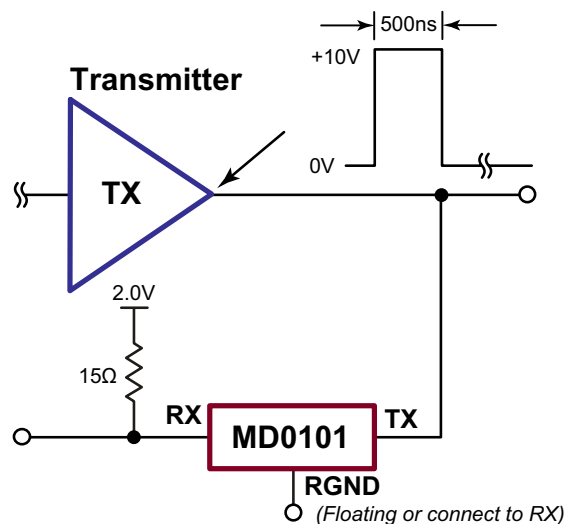 500ns
+10V
Transmitter
0V
TX
2.0V
15Ω
RX
TX
MD0101
RGND
(Floating or connect to RX)